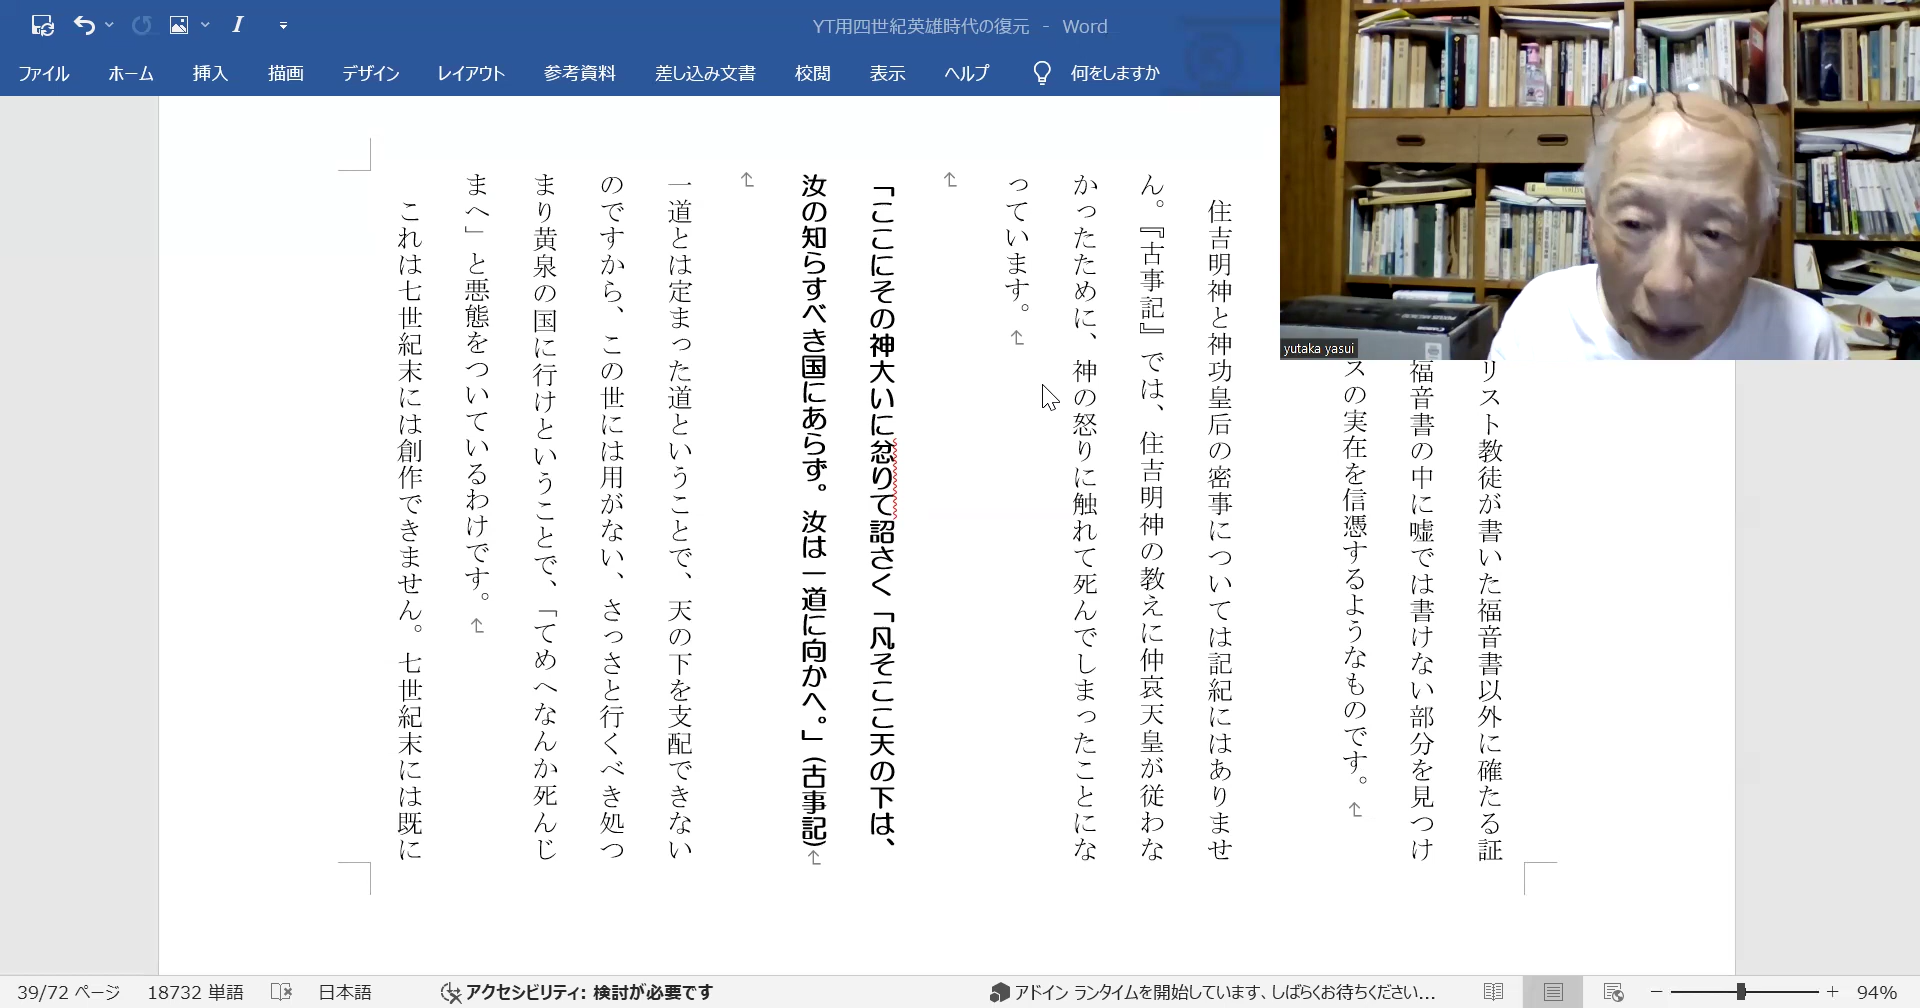 YT用四世紀英雄時代の復元 - Word
ファイル ホーム 挿入 描画 デザイン レイアウト 参考資料 差し込み文書 校閲 表示 ヘルプ 何をしますか
yutaka yasui
リスト教徒が書いた福音書以外に確たる証
福音書の中に嘘では書けない部分を見つけ
スの実在を信憑するようなものです。
住吉明神と神功皇后の密事については記紀にはありませ
ん。『古事記』では、住吉明神の教えに仲哀天皇が従わな
かったために、神の怒りに触れて死んでしまったことにな
っています。
「ここにその神大いに忿りて詔さく「凡そここ天の下は、
汝の知らすべき国にあらず。汝は一道に向かへ。」（古事記）
一道とは定まった道ということで、天の下を支配できない
のですから、この世には用がない、さっさと行くべき処つ
まり黄泉の国に行けということで、「てめへなんか死んじ
まへ」と悪態をついているわけです。
これは七世紀末には創作できません。七世紀末には既に
39/72 ページ 18732 単語 日本語 アクセシビリティ: 検討が必要です アドイン ランタイムを開始しています、しばらくお待ちください... 94%